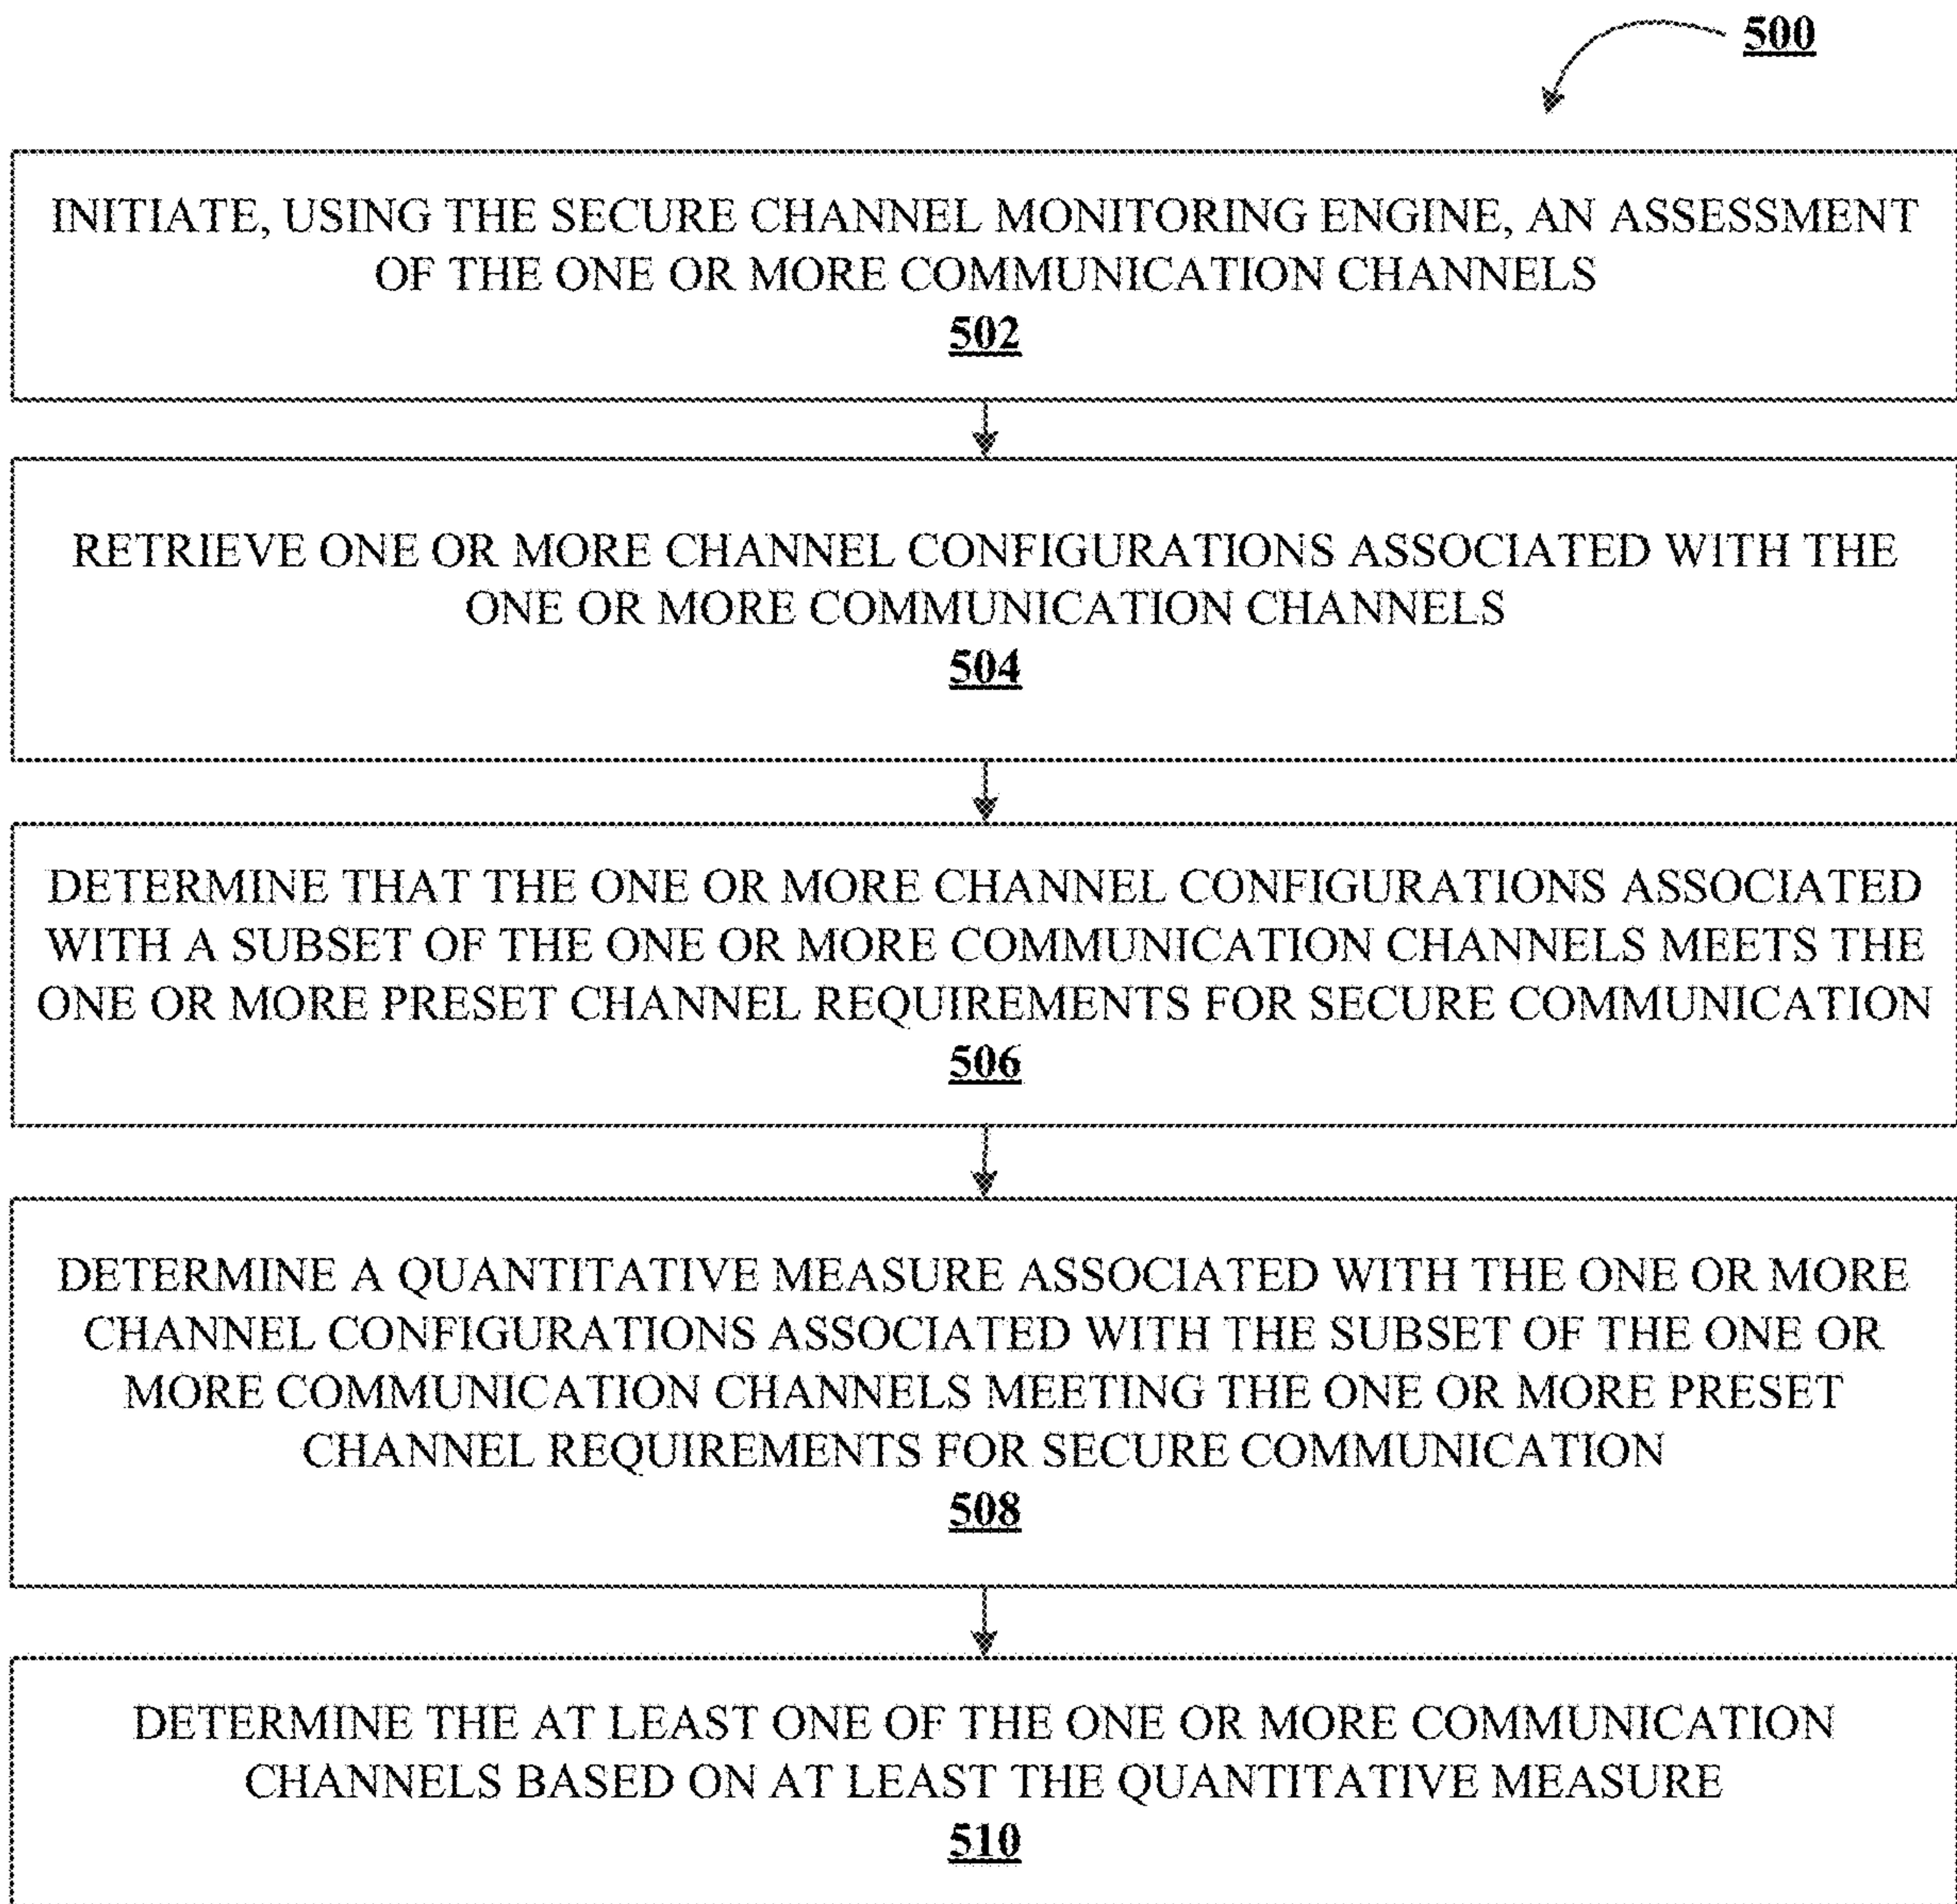 500
INITIATE, USING THE SECURE CHANNEL MONITORING ENGINE, AN ASSESSMENT
OF THE ONE OR MORE COMMUNICATION CHANNELS
502
RETRIEVE ONE OR MORE CHANNEL CONFIGURATIONS ASSOCIATED WITH THE
ONE OR MORE COMMUNICATION CHANNELS
504
DETERMINE THAT THE ONE OR MORE CHANNEL CONFIGURATIONS ASSOCIATED
WITH A SUBSET OF THE ONE OR MORE COMMUNICATION CHANNELS MEETS THE
ONE OR MORE PRESET CHANNEL REQUIREMENTS FOR SECURE COMMUNICATION
506
DETERMINE A QUANTITATIVE MEASURE ASSOCIATED WITH THE ONE OR MORE
CHANNEL CONFIGURATIONS ASSOCIATED WITH THE SUBSET OF THE ONE OR
MORE COMMUNICATION CHANNELS MEETING THE ONE OR MORE PRESET
CHANNEL REQUIREMENTS FOR SECURE COMMUNICATION
508
DETERMINE THE AT LEAST ONE OF THE ONE OR MORE COMMUNICATION
CHANNELS BASED ON AT LEAST THE QUANTITATIVE MEASURE
510